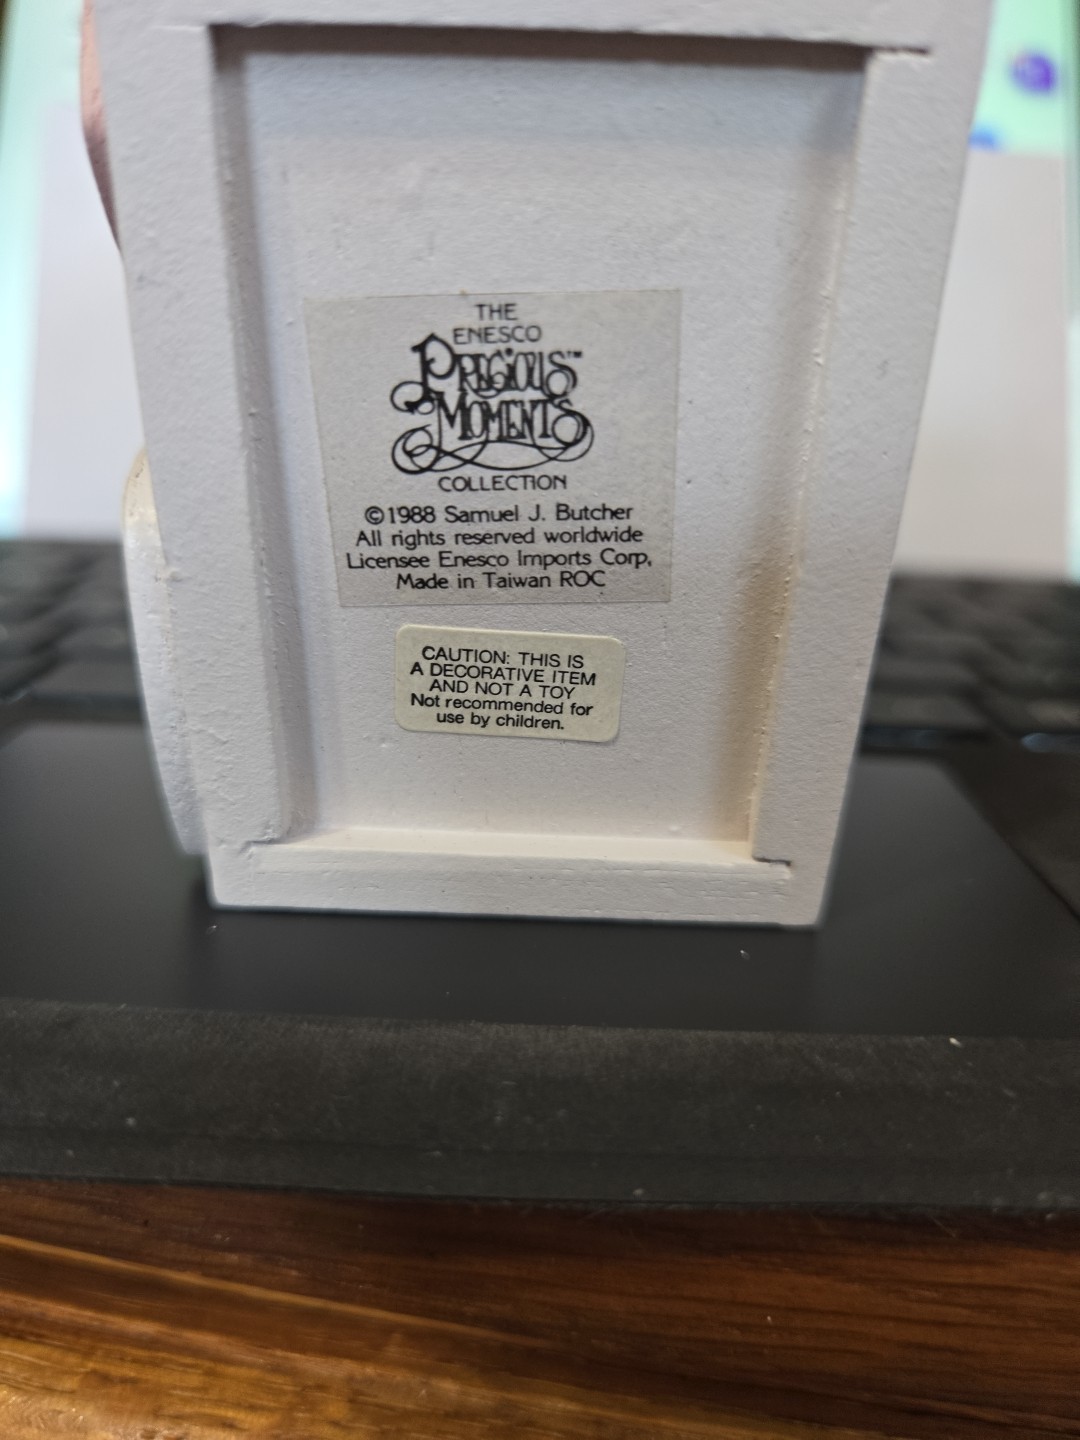 THE
ENESCO
PRECIOUS™
MOMENTS
COLLECTION
©1988 Samuel J. Butcher
All rights reserved worldwide
Licensee Enesco Imports Corp.
Made in Taiwan ROC
CAUTION: THIS IS
A DECORATIVE ITEM
AND NOT A TOY
Not recommended for
use by children.